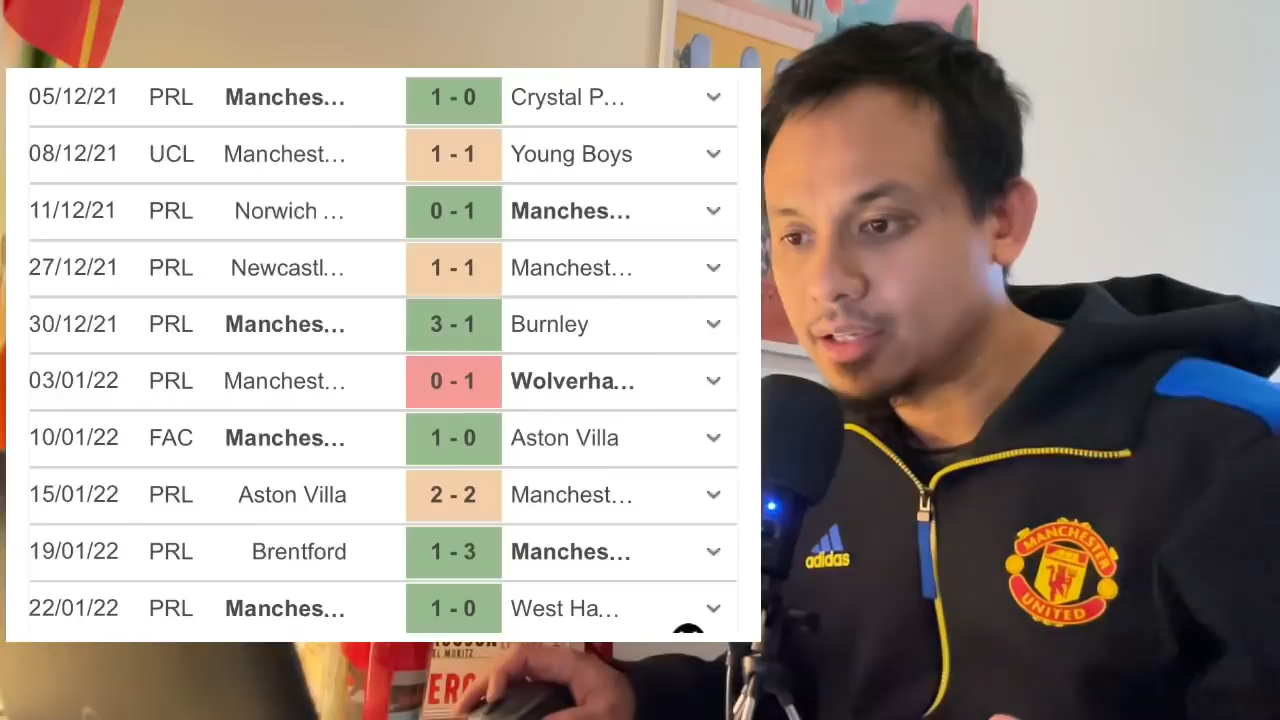 05/12/21 PRL Manches... 1 - 0 Crystal P...
08/12/21 UCL Manchest... 1 - 1 Young Boys
11/12/21 PRL Norwich ... 0 - 1 Manches...
27/12/21 PRL Newcastl... 1 - 1 Manchest...
30/12/21 PRL Manches... 3 - 1 Burnley
03/01/22 PRL Manchest... 0 - 1 Wolverha...
10/01/22 FAC Manches... 1 - 0 Aston Villa
15/01/22 PRL Aston Villa 2 - 2 Manchest...
19/01/22 PRL Brentford 1 - 3 Manches...
22/01/22 PRL Manches... 1 - 0 West Ha...
adidas
MANCHESTER
UNITED
MORITZ